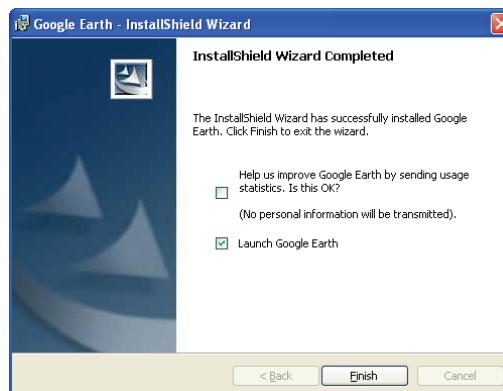 Google Earth - InstallShield Wizard
InstallShield Wizard Completed
The InstallShield Wizard has successfully installed Google
Earth. Click Finish to exit the wizard.
Help us improve Google Earth by sending usage
statistics. Is this OK?
(No personal information will be transmitted).
Launch Google Earth
< Back
Finish
Cancel